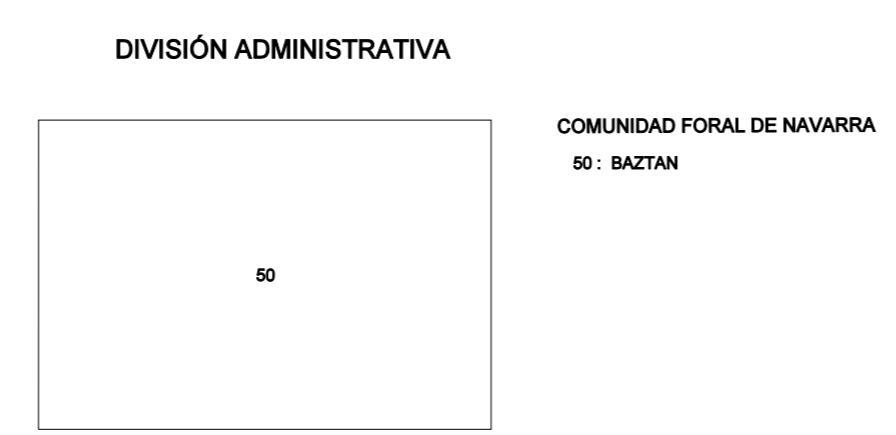 DIVISIÓN ADMINISTRATIVA
COMUNIDAD FORAL DE NAVARRA
50 : BAZTAN
50